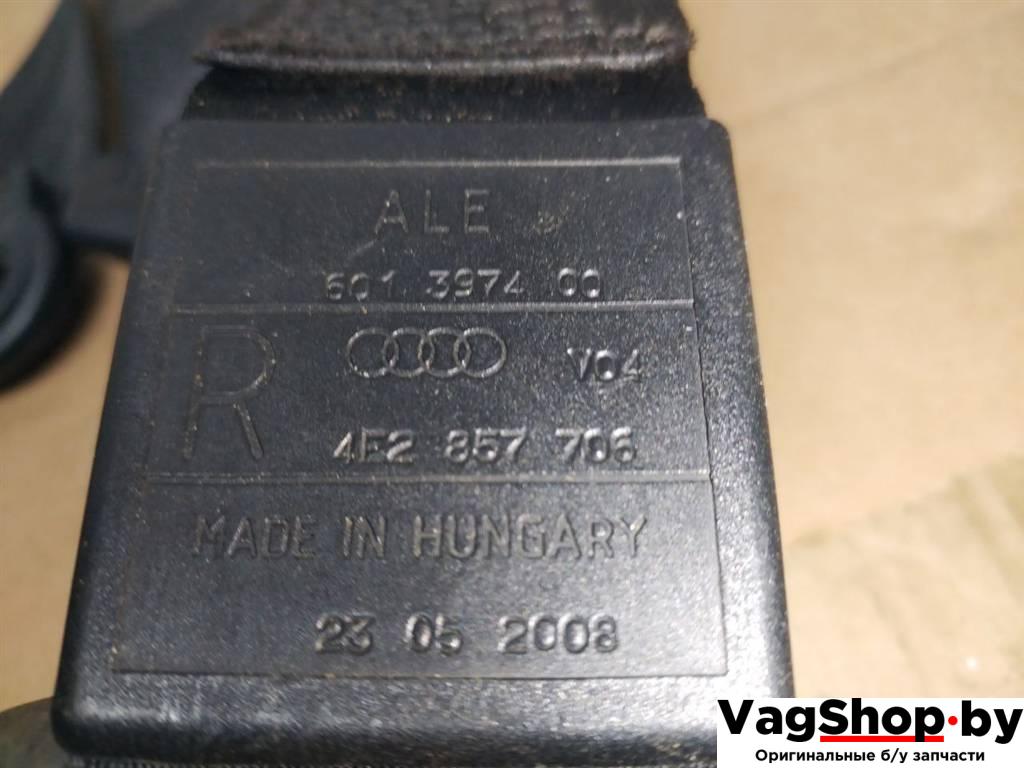 ALE
601 3974 00
R V04
4E2 857 706
MADE IN HUNGARY
23 05 2008
VagShop.by
Оригинальные б/у запчасти